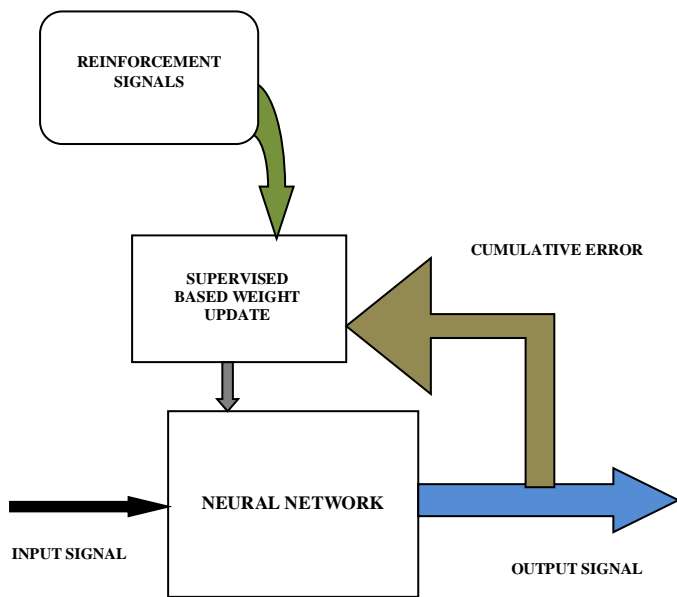 REINFORCEMENT
SIGNALS
CUMULATIVE ERROR
SUPERVISED
BASED WEIGHT
UPDATE
NEURAL NETWORK
INPUT SIGNAL
OUTPUT SIGNAL